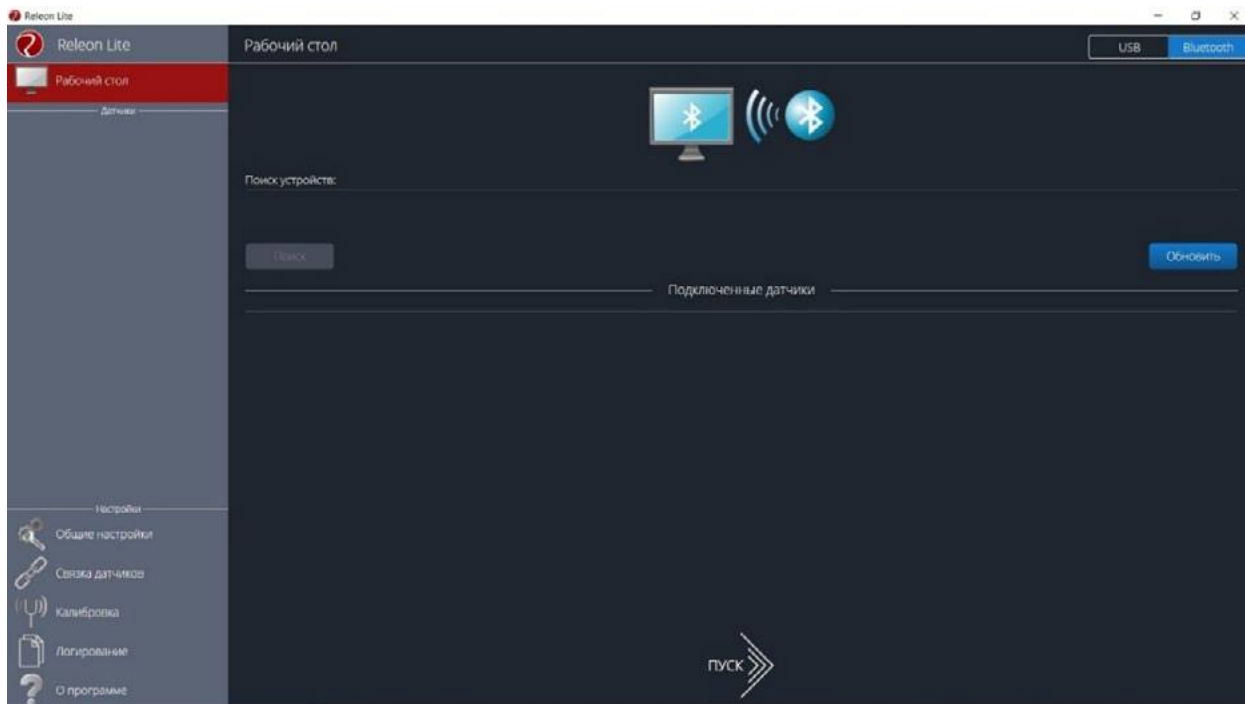 Releon Lite
Releon Lite
Рабочий стол
USB
Bluetooth
Рабочий стол
Датчики
Поиск устройств:
Поиск
Обновить
Подключенные датчики
Настройки
Общие настройки
Связка датчиков
Калибровка
Логирование
О программе
ПУСК